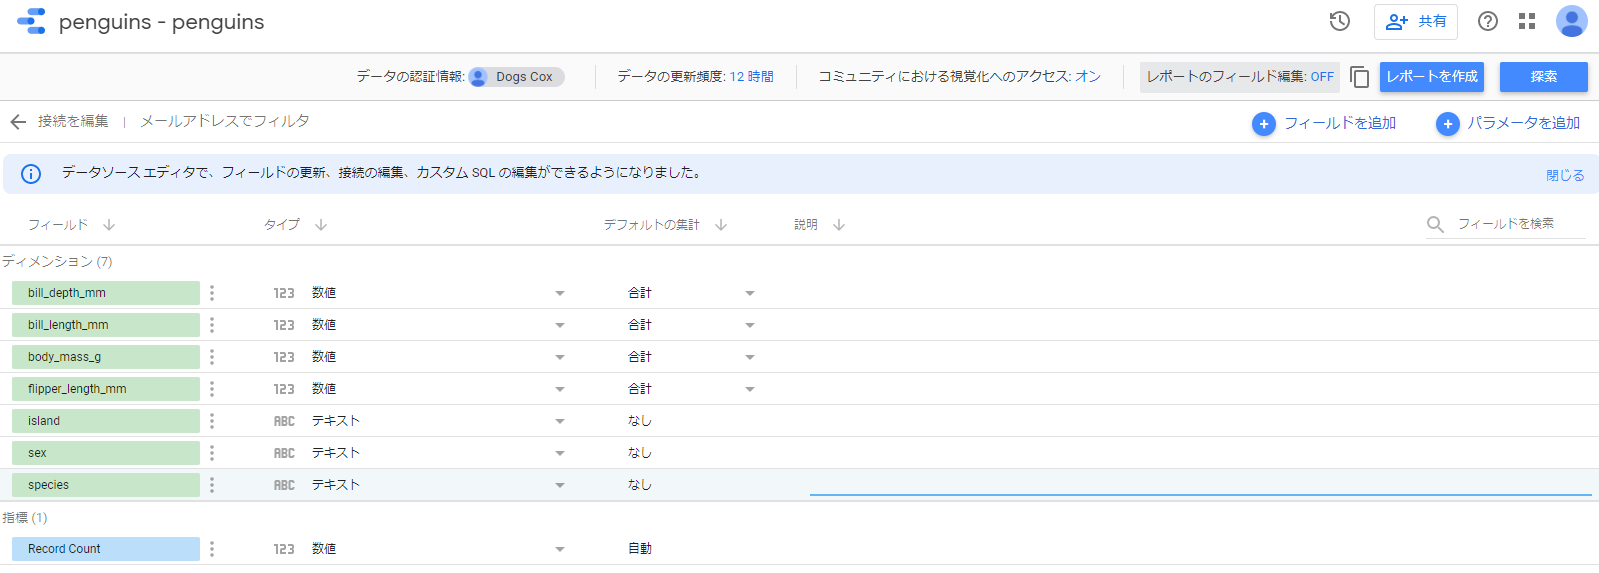 penguins - penguins
共有
データの認証情報: Dogs Cox
データの更新頻度: 12 時間
コミュニティにおける視覚化へのアクセス: オン
レポートのフィールド編集: OFF
レポートを作成
探索
接続を編集 | メールアドレスでフィルタ
フィールドを追加
パラメータを追加
データソース エディタで、フィールドの更新、接続の編集、カスタム SQL の編集ができるようになりました。
閉じる
フィールド タイプ デフォルトの集計 説明 フィールドを検索
ディメンション (7)
bill_depth_mm 123 数値 合計
bill_length_mm 123 数値 合計
body_mass_g 123 数値 合計
flipper_length_mm 123 数値 合計
island ABC テキスト なし
sex ABC テキスト なし
species ABC テキスト なし
指標 (1)
Record Count 123 数値 自動